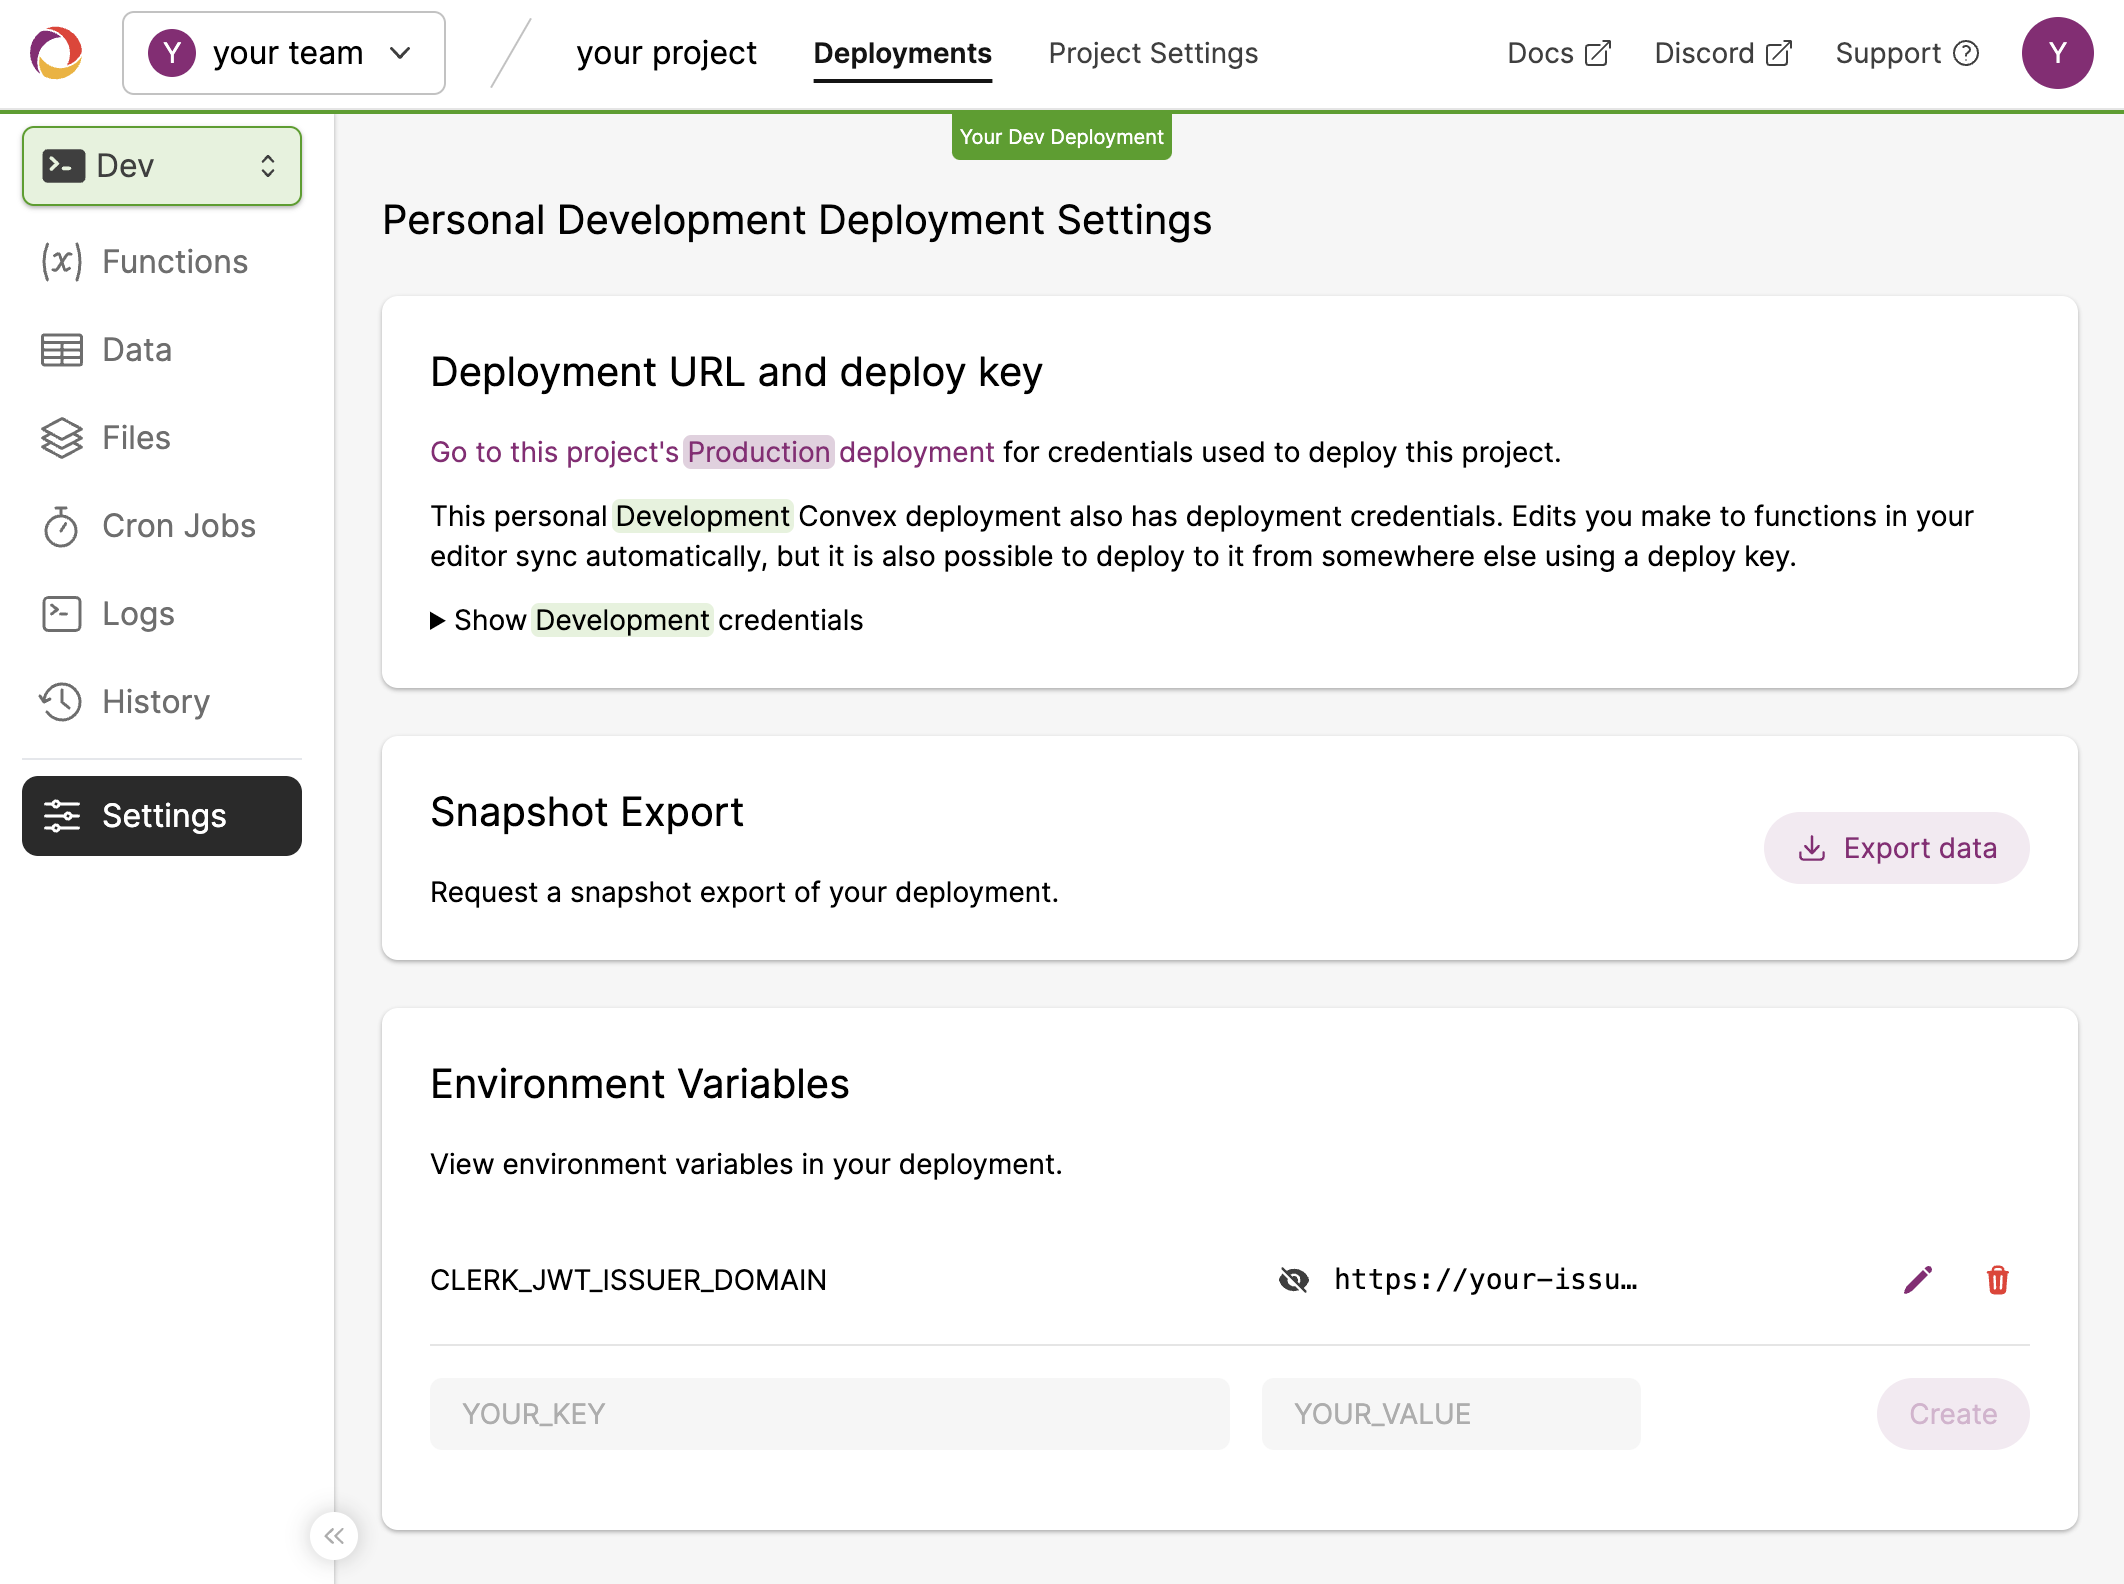 Y your team
your project
Deployments
Project Settings
Docs
Discord
Support
Y
Your Dev Deployment
Dev
Functions
Data
Files
Cron Jobs
Logs
History
Settings
Personal Development Deployment Settings
Deployment URL and deploy key
Go to this project's Production deployment for credentials used to deploy this project.
This personal Development Convex deployment also has deployment credentials. Edits you make to functions in your
editor sync automatically, but it is also possible to deploy to it from somewhere else using a deploy key.
Show Development credentials
Snapshot Export
Request a snapshot export of your deployment.
Export data
Environment Variables
View environment variables in your deployment.
CLERK_JWT_ISSUER_DOMAIN
https://your-issu…
YOUR_KEY
YOUR_VALUE
Create